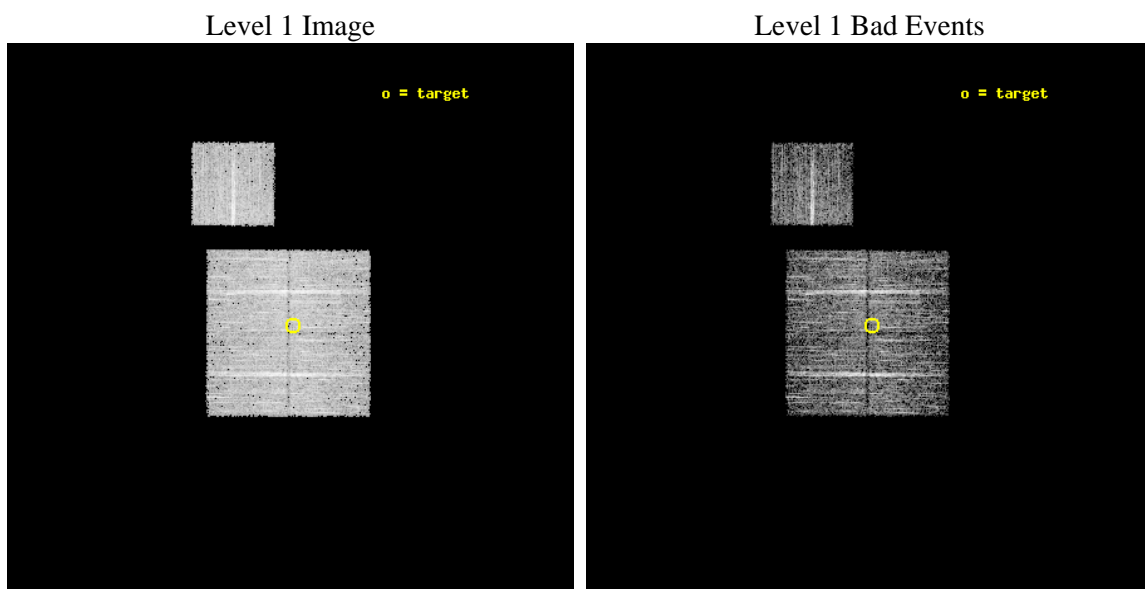 Level 1 Image
Level 1 Bad Events
o = target
o = target